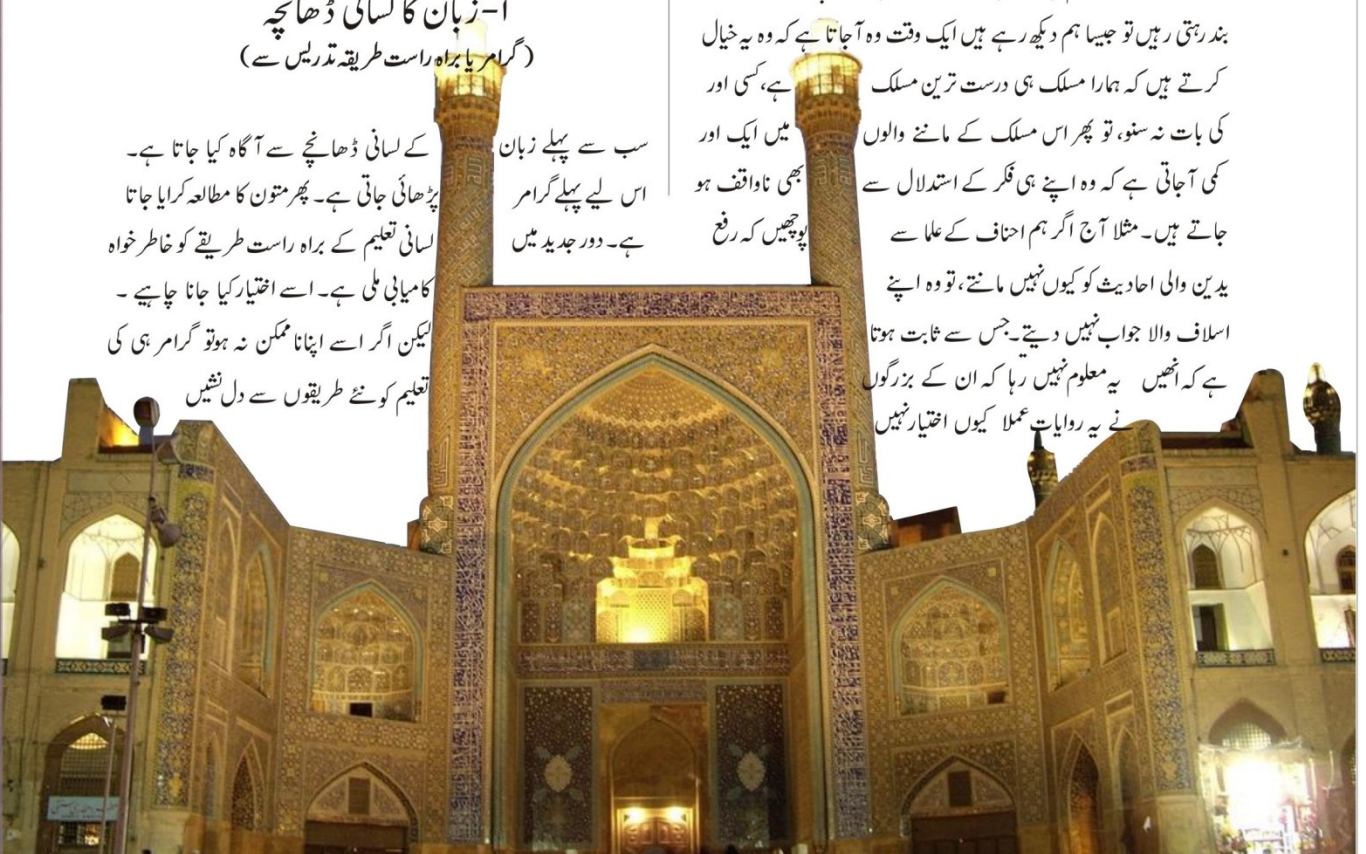 بند رہتی رہیں تو جیسا ہم دیکھ رہے ہیں ایک وقت وہ آجاتا ہے کہ وہ یہ خیال
کرتے ہیں کہ ہمارا مسلک ہی درست ترین مسلک ہے، کسی اور
کی بات نہ سنو، تو پھر اس مسلک کے ماننے والوں میں ایک اور
کمی آجاتی ہے کہ وہ اپنے ہی فکر کے استدلال سے بھی ناواقف ہو
جاتے ہیں۔ مثلا آج اگر ہم احناف کے علما سے پوچھیں کہ رفع
یدین والی احادیث کو کیوں نہیں مانتے، تو وہ اپنے
اسلاف والا جواب نہیں دیتے۔ جس سے ثابت ہوتا
ہے کہ انھیں یہ معلوم نہیں رہا کہ ان کے بزرگوں
نے یہ روایات عملا کیوں اختیار نہیں
۱- زبان کا لسانی ڈھانچہ
(گرامر یا براہ راست طریقہ تدریس سے)
سب سے پہلے زبان کے لسانی ڈھانچے سے آگاہ کیا جاتا ہے۔
اس لیے پہلے گرامر پڑھائی جاتی ہے۔ پھر متون کا مطالعہ کرایا جاتا
ہے۔ دور جدید میں لسانی تعلیم کے براہ راست طریقے کو خاطر خواہ
کامیابی ملی ہے۔ اسے اختیار کیا جانا چاہیے ۔
لیکن اگر اسے اپنانا ممکن نہ ہو تو گرامر ہی کی
تعلیم کو نئے طریقوں سے دل نشیں